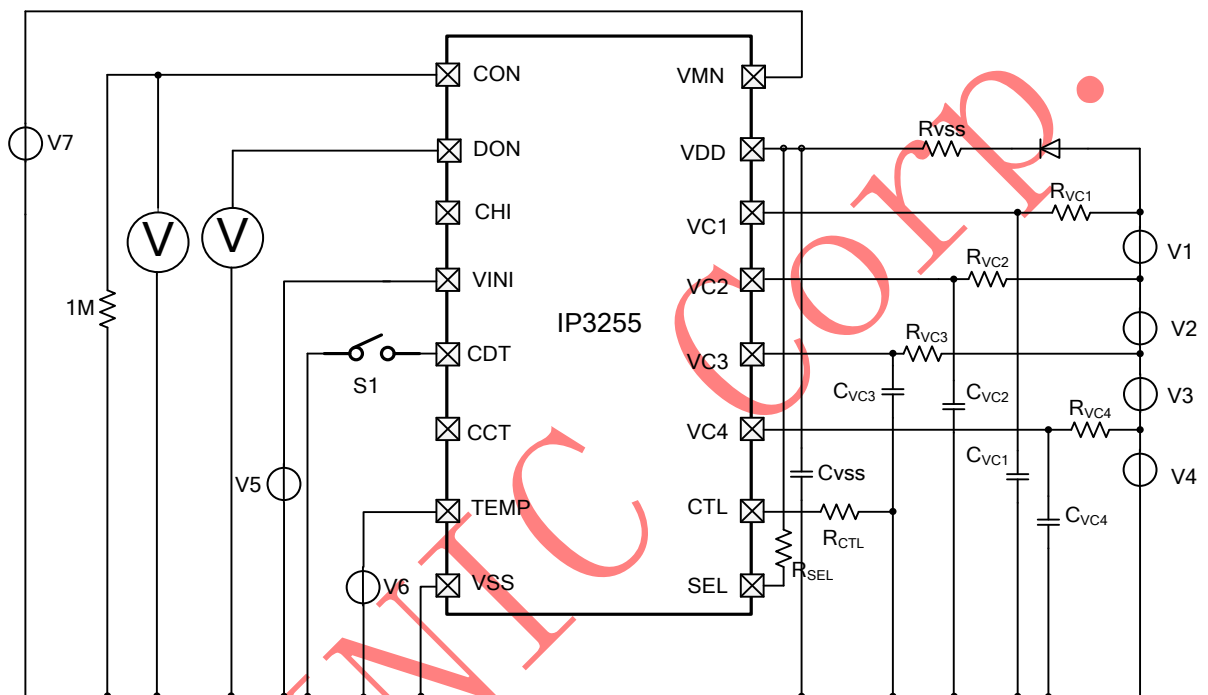 CON
VMN
V7
Rvss
DON
VDD
RVC1
CHI
VC1
V1
RVC2
VINI
VC2
1M
IP3255
V2
RVC3
CDT
VC3
S1
CVC3
CVC2
V3
RVC4
CCT
VC4
CVC1
V4
V5
Cvss
TEMP
CTL
CVC4
RCTL
RSEL
V6
VSS
SEL
V
V
NIC Corp.